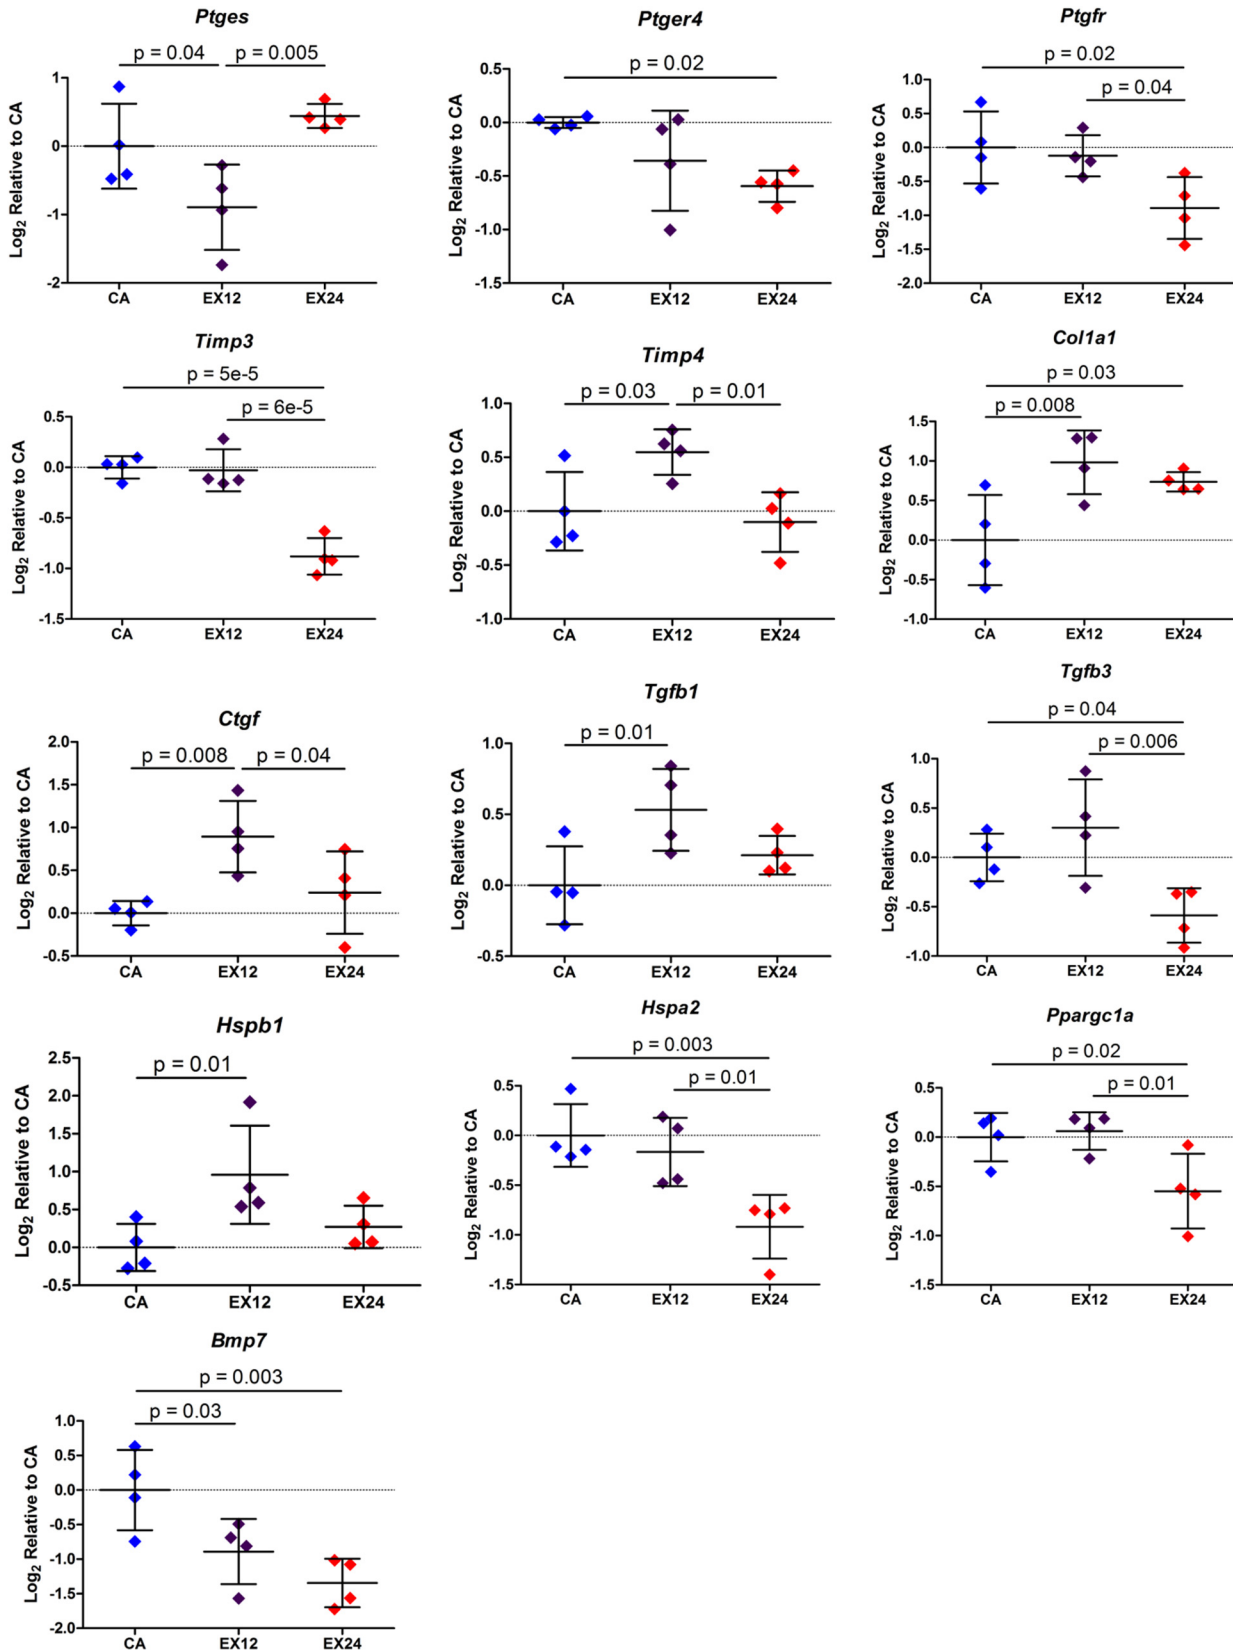 Ptges
p = 0.04
p = 0.005
Log2 Relative to CA
1
0
-1
-2
CA
EX12
EX24
Ptger4
p = 0.02
Log2 Relative to CA
0.5
0.0
-0.5
-1.0
-1.5
CA
EX12
EX24
Ptgfr
p = 0.02
p = 0.04
Log2 Relative to CA
1.0
0.5
0.0
-0.5
-1.0
-1.5
-2.0
CA
EX12
EX24
Timp3
p = 5e-5
p = 6e-5
Log2 Relative to CA
0.5
0.0
-0.5
-1.0
-1.5
CA
EX12
EX24
Timp4
p = 0.03
p = 0.01
Log2 Relative to CA
1.0
0.5
0.0
-0.5
-1.0
CA
EX12
EX24
Col1a1
p = 0.03
p = 0.008
Log2 Relative to CA
1.5
1.0
0.5
0.0
-0.5
-1.0
CA
EX12
EX24
Ctgf
p = 0.008
p = 0.04
Log2 Relative to CA
2.0
1.5
1.0
0.5
0.0
-0.5
CA
EX12
EX24
Tgfb1
p = 0.01
Log2 Relative to CA
1.0
0.5
0.0
-0.5
CA
EX12
EX24
Tgfb3
p = 0.04
p = 0.006
Log2 Relative to CA
1.0
0.5
0.0
-0.5
-1.0
CA
EX12
EX24
Hspb1
p = 0.01
Log2 Relative to CA
2.5
2.0
1.5
1.0
0.5
0.0
-0.5
CA
EX12
EX24
Hspa2
p = 0.003
p = 0.01
Log2 Relative to CA
0.5
0.0
-0.5
-1.0
-1.5
CA
EX12
EX24
Ppargc1a
p = 0.02
p = 0.01
Log2 Relative to CA
0.5
0.0
-0.5
-1.0
-1.5
CA
EX12
EX24
Bmp7
p = 0.003
p = 0.03
Log2 Relative to CA
1.0
0.5
0.0
-0.5
-1.0
-1.5
-2.0
CA
EX12
EX24